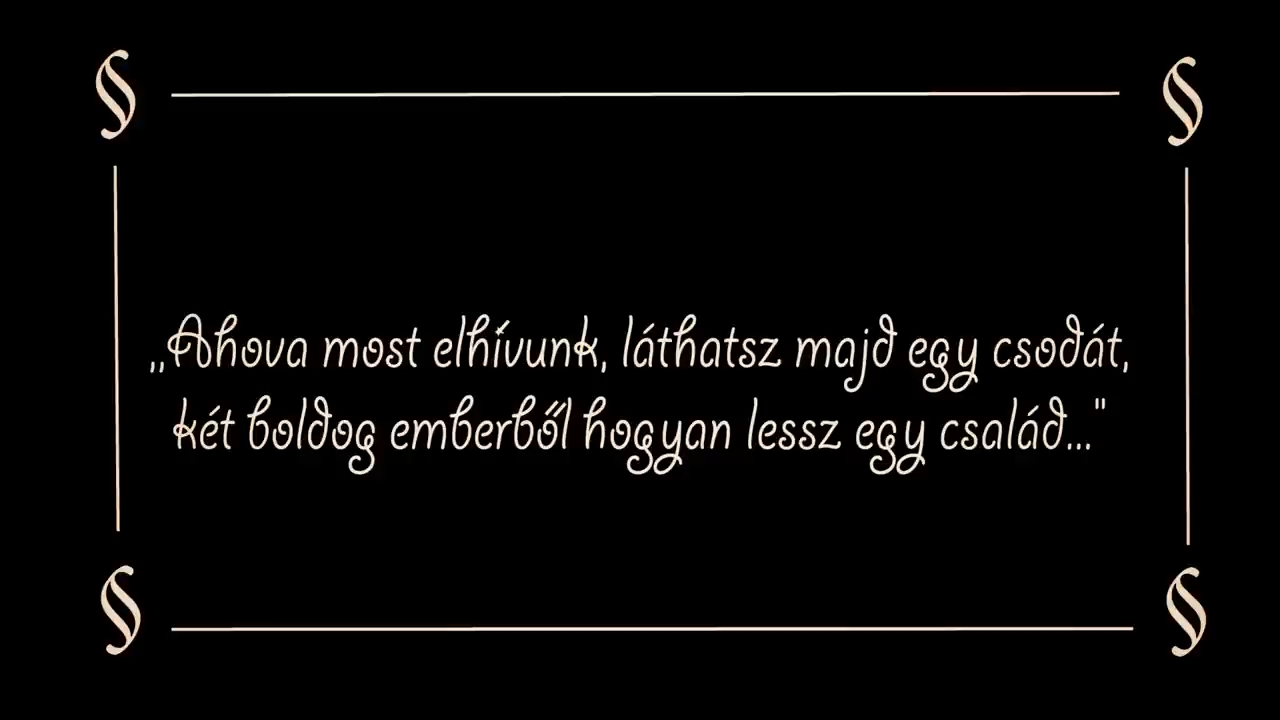 „Ahova most elhívunk, láthatsz majd egy csodát,
két boldog emberből hogyan lessz egy család..."